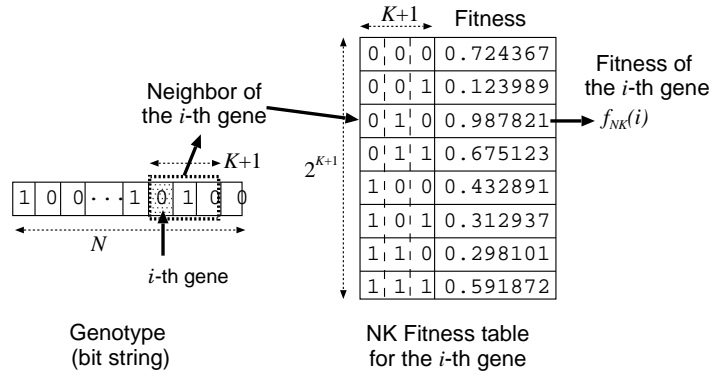 K+1
Fitness
0 0 0 0.724367
0 0 1 0.123989
0 1 0 0.987821
0 1 1 0.675123
1 0 0 0.432891
1 0 1 0.312937
1 1 0 0.298101
1 1 1 0.591872
2^{K+1}
Fitness of
the i-th gene
f_{NK}(i)
Neighbor of
the i-th gene
K+1
1 0 0 ··· 1 0 1 0 0
N
i-th gene
Genotype
(bit string)
NK Fitness table
for the i-th gene